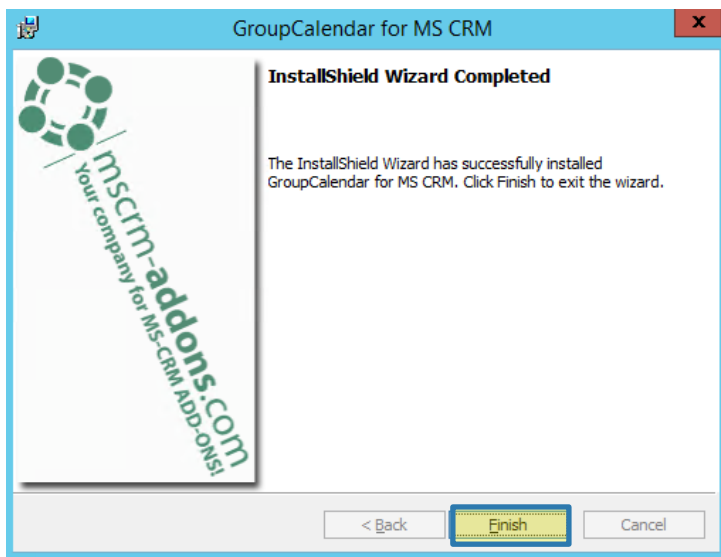 GroupCalendar for MS CRM
x
InstallShield Wizard Completed
The InstallShield Wizard has successfully installed
GroupCalendar for MS CRM. Click Finish to exit the wizard.
mscrm-addons.com
Your company for MS-CRM ADD-ONS!
< Back
Finish
Cancel